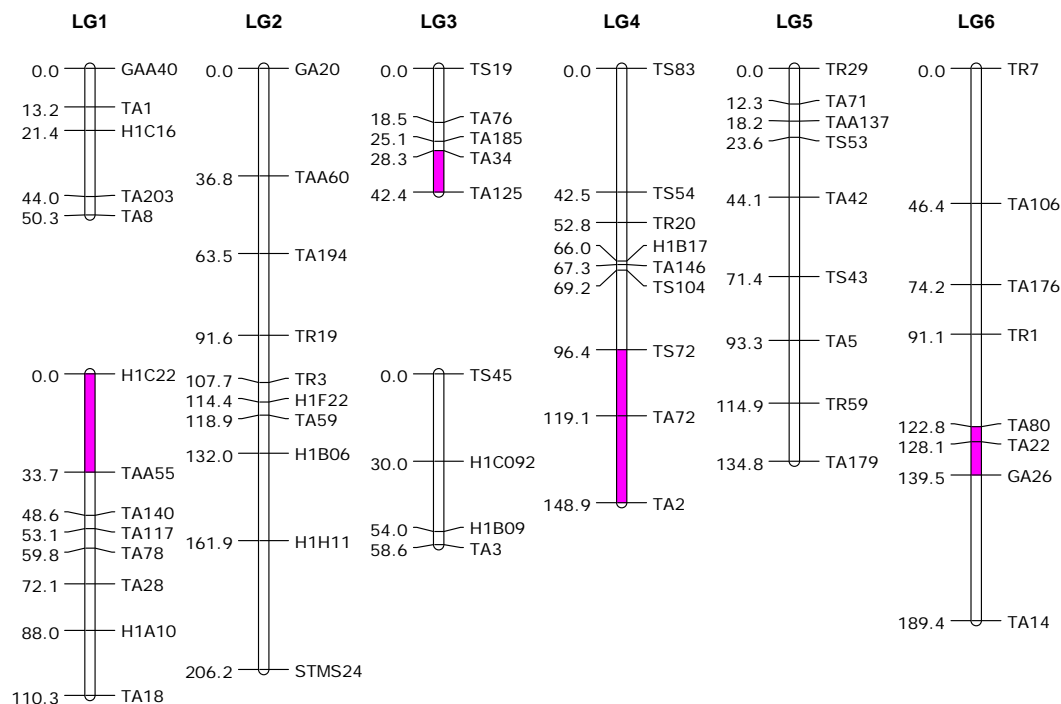 LG1 LG2 LG3 LG4 LG5 LG6
0.0 GAA40
13.2 TA1
21.4 H1C16
44.0 TA203
50.3 TA8
0.0 H1C22
33.7 TAA55
48.6 TA140
53.1 TA117
59.8 TA78
72.1 TA28
88.0 H1A10
110.3 TA18
0.0 GA20
36.8 TAA60
63.5 TA194
91.6 TR19
107.7 TR3
114.4 H1F22
118.9 TA59
132.0 H1B06
161.9 H1H11
206.2 STMS24
0.0 TS19
18.5 TA76
25.1 TA185
28.3 TA34
42.4 TA125
0.0 TS45
30.0 H1C092
54.0 H1B09
58.6 TA3
0.0 TS83
42.5 TS54
52.8 TR20
66.0 H1B17
67.3 TA146
69.2 TS104
96.4 TS72
119.1 TA72
148.9 TA2
0.0 TR29
12.3 TA71
18.2 TAA137
23.6 TS53
44.1 TA42
71.4 TS43
93.3 TA5
114.9 TR59
134.8 TA179
0.0 TR7
46.4 TA106
74.2 TA176
91.1 TR1
122.8 TA80
128.1 TA22
139.5 GA26
189.4 TA14